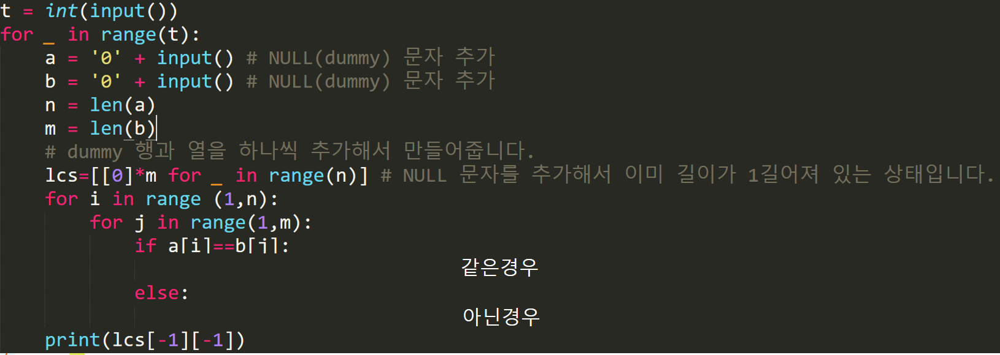 t = int(input())
for _ in range(t):
    a = '0' + input() # NULL(dummy) 문자 추가
    b = '0' + input() # NULL(dummy) 문자 추가
    n = len(a)
    m = len(b)
    # dummy 행과 열을 하나씩 추가해서 만들어줍니다.
    lcs=[[0]*m for _ in range(n)] # NULL 문자를 추가해서 이미 길이가 1길어져 있는 상태입니다.
    for i in range (1,n):
        for j in range(1,m):
            if a[i]==b[j]:
                같은경우
            else:
                아닌경우
    print(lcs[-1][-1])